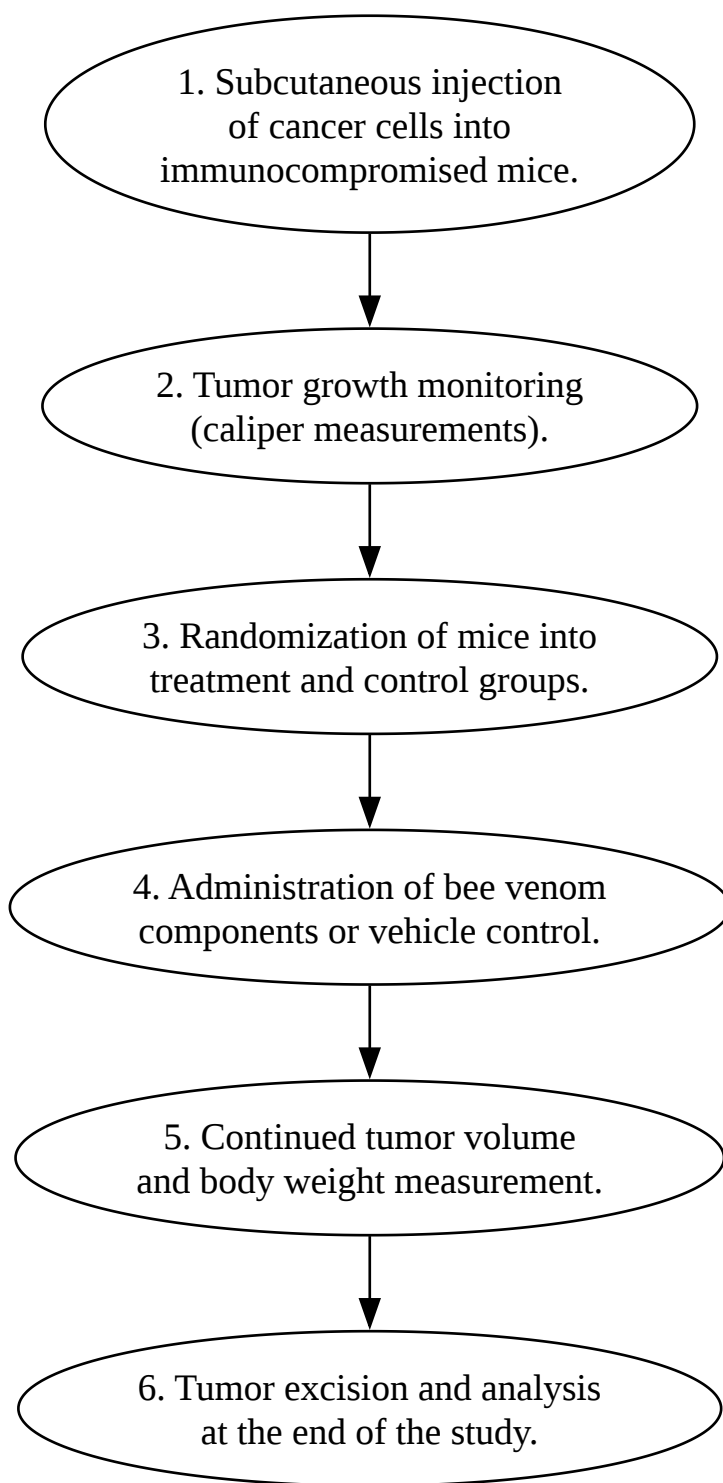 1. Subcutaneous injection
of cancer cells into
immunocompromised mice.
2. Tumor growth monitoring
(caliper measurements).
3. Randomization of mice into
treatment and control groups.
4. Administration of bee venom
components or vehicle control.
5. Continued tumor volume
and body weight measurement.
6. Tumor excision and analysis
at the end of the study.